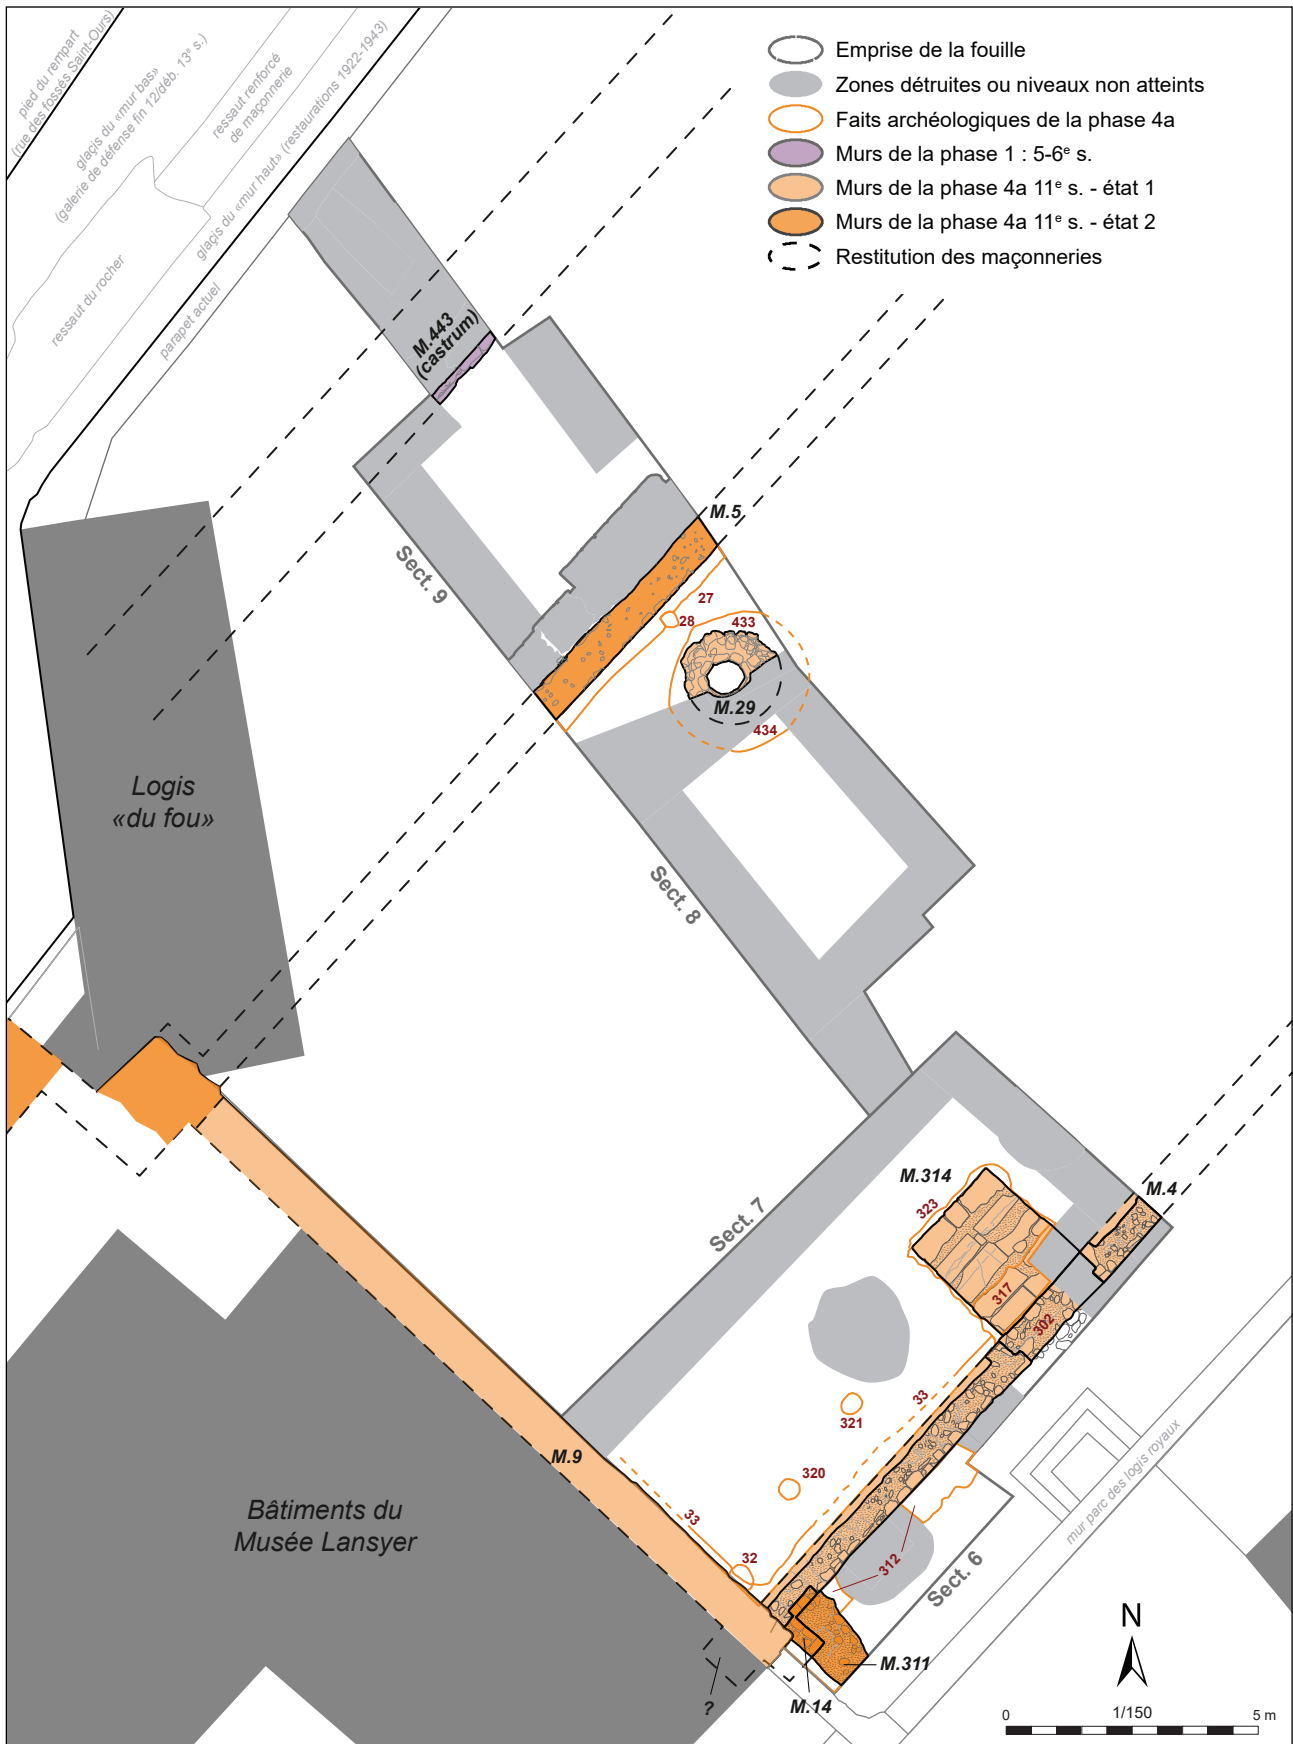 pied du rempart
(rue des fossés Saint-Ours)
glaçis du «mur bas»
(galerie de défense fin 12/déb. 13e s.)
ressaut renforcé
de maçonnerie
glaçis du «mur haut» (restaurations 1922-1943)
ressaut du rocher
parapet actuel
Emprise de la fouille
Zones détruites ou niveaux non atteints
Faits archéologiques de la phase 4a
Murs de la phase 1 : 5-6e s.
Murs de la phase 4a 11e s. - état 1
Murs de la phase 4a 11e s. - état 2
Restitution des maçonneries
M.443
(castrum)
M.5
Sect. 9
27
28
433
M.29
434
Logis
«du fou»
Sect. 8
M.314
M.4
323
Sect. 7
317
302
33
321
M.9
320
33
mur parc des logis royaux
Bâtiments du
Musée Lansyer
32
312
Sect. 6
M.311
?
M.14
N
1/150
0
5 m